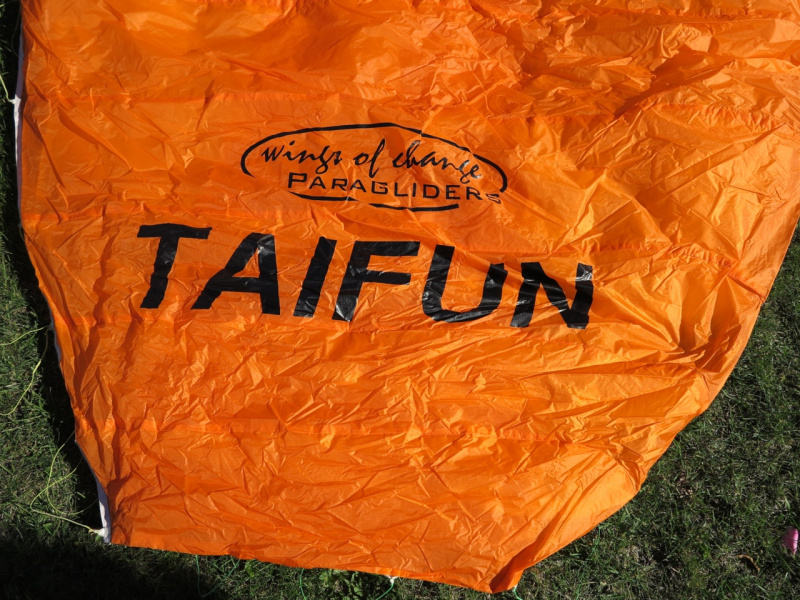 wings of change
PARAGLIDERS
TAIFUN